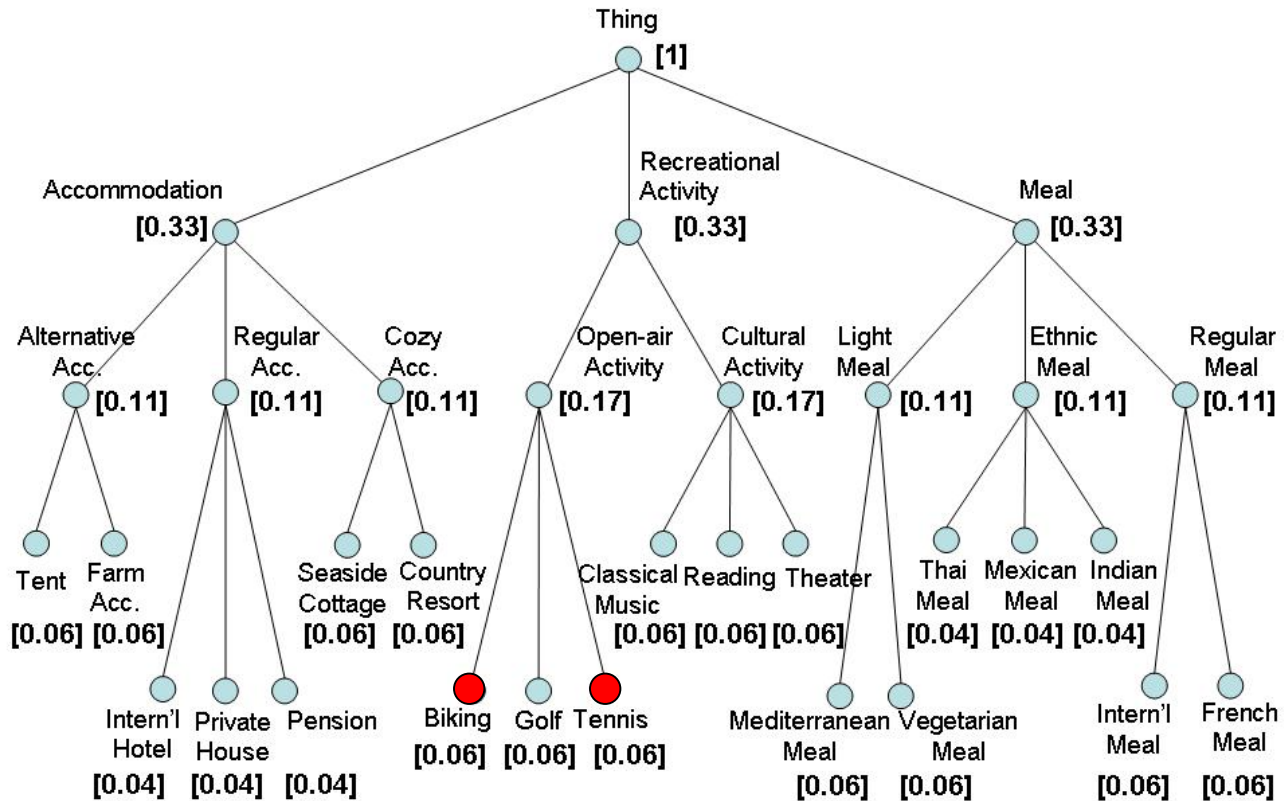 Thing
[1]
Accommodation
[0.33]
Recreational
Activity
[0.33]
Meal
[0.33]
Alternative
Acc.
[0.11]
Regular
Acc.
[0.11]
Cozy
Acc.
[0.11]
Open-air
Activity
[0.17]
Cultural
Activity
[0.17]
Light
Meal
[0.11]
Ethnic
Meal
[0.11]
Regular
Meal
[0.11]
Tent
[0.06]
Farm
Acc.
[0.06]
Seaside
Cottage
[0.06]
Country
Resort
[0.06]
Classical
Music
[0.06]
Reading
[0.06]
Theater
[0.06]
Thai
Meal
[0.04]
Mexican
Meal
[0.04]
Indian
Meal
[0.04]
Intern'l
Hotel
[0.04]
Private
House
[0.04]
Pension
[0.04]
Biking
[0.06]
Golf
[0.06]
Tennis
[0.06]
Mediterranean
Meal
[0.06]
Vegetarian
Meal
[0.06]
Intern'l
Meal
[0.06]
French
Meal
[0.06]